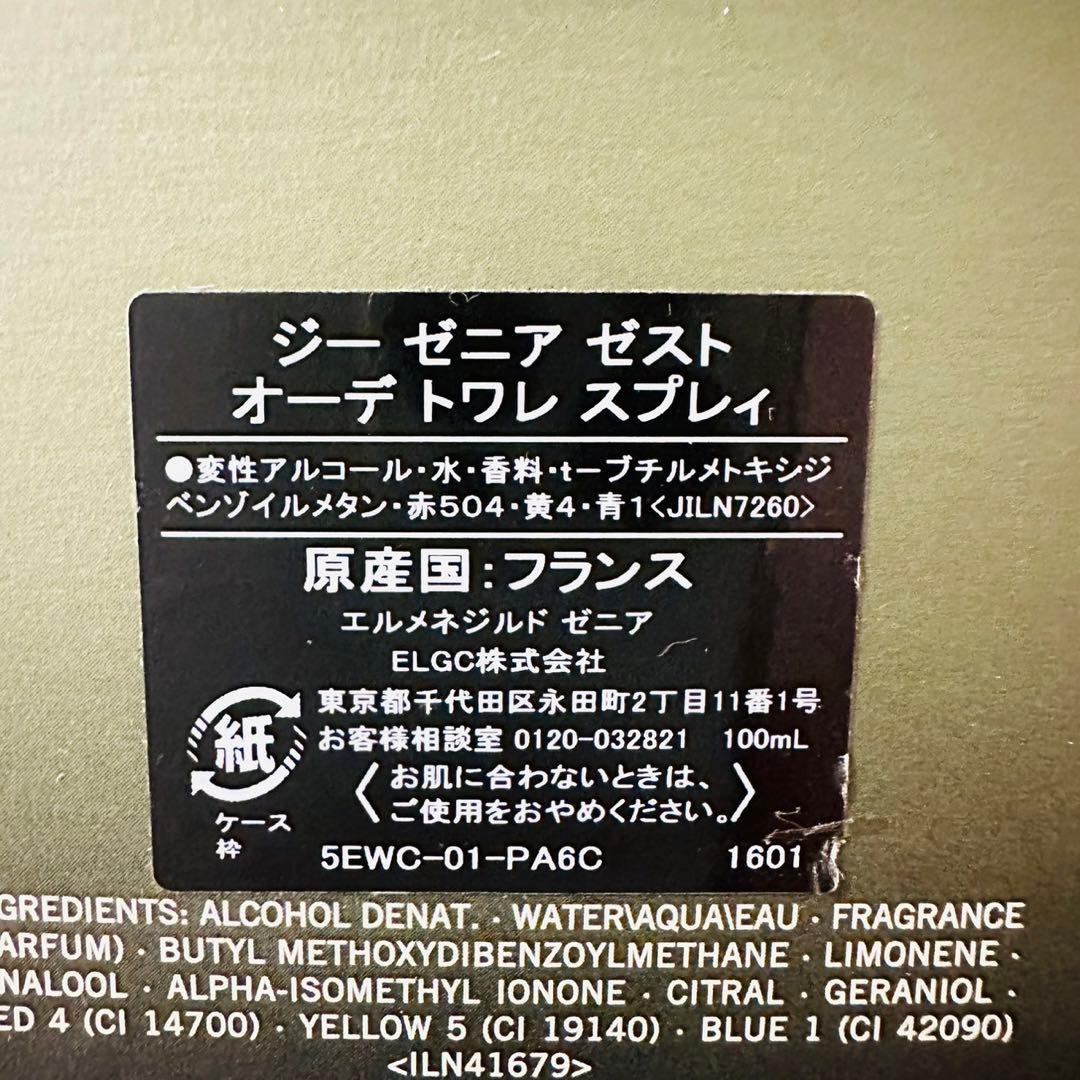 ジー ゼニア ゼスト
オーデ トワレ スプレィ
●変性アルコール・水・香料・tーブチルメトキシジ
ベンゾイルメタン・赤504・黄4・青1<JILN7260>
原産国:フランス
エルメネジルド ゼニア
ELGC株式会社
東京都千代田区永田町2丁目11番1号
お客様相談室 0120-032821 100mL
紙
〈お肌に合わないときは、
ご使用をおやめください。〉
ケース
枠
5EWC-01-PA6C 1601
GREDIENTS: ALCOHOL DENAT. · WATER\AQUA\EAU · FRAGRANCE
ARFUM) · BUTYL METHOXYDIBENZOYLMETHANE · LIMONENE ·
NALOOL · ALPHA-ISOMETHYL IONONE · CITRAL · GERANIOL ·
ED 4 (CI 14700) · YELLOW 5 (CI 19140) · BLUE 1 (CI 42090)
<ILN41679>